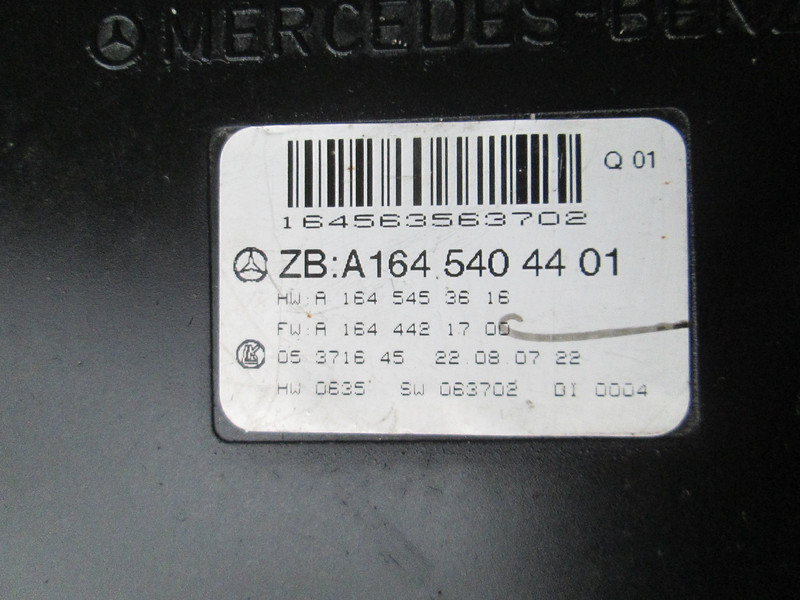 MERCEDES-BENZ
Q 01
164563563702
ZB:A164 540 44 01
HW:A 164 545 36 16
FW:A 164 442 17 00
05 3716 45 22 08 07 22
HW 0635 SW 063702 BI 0004